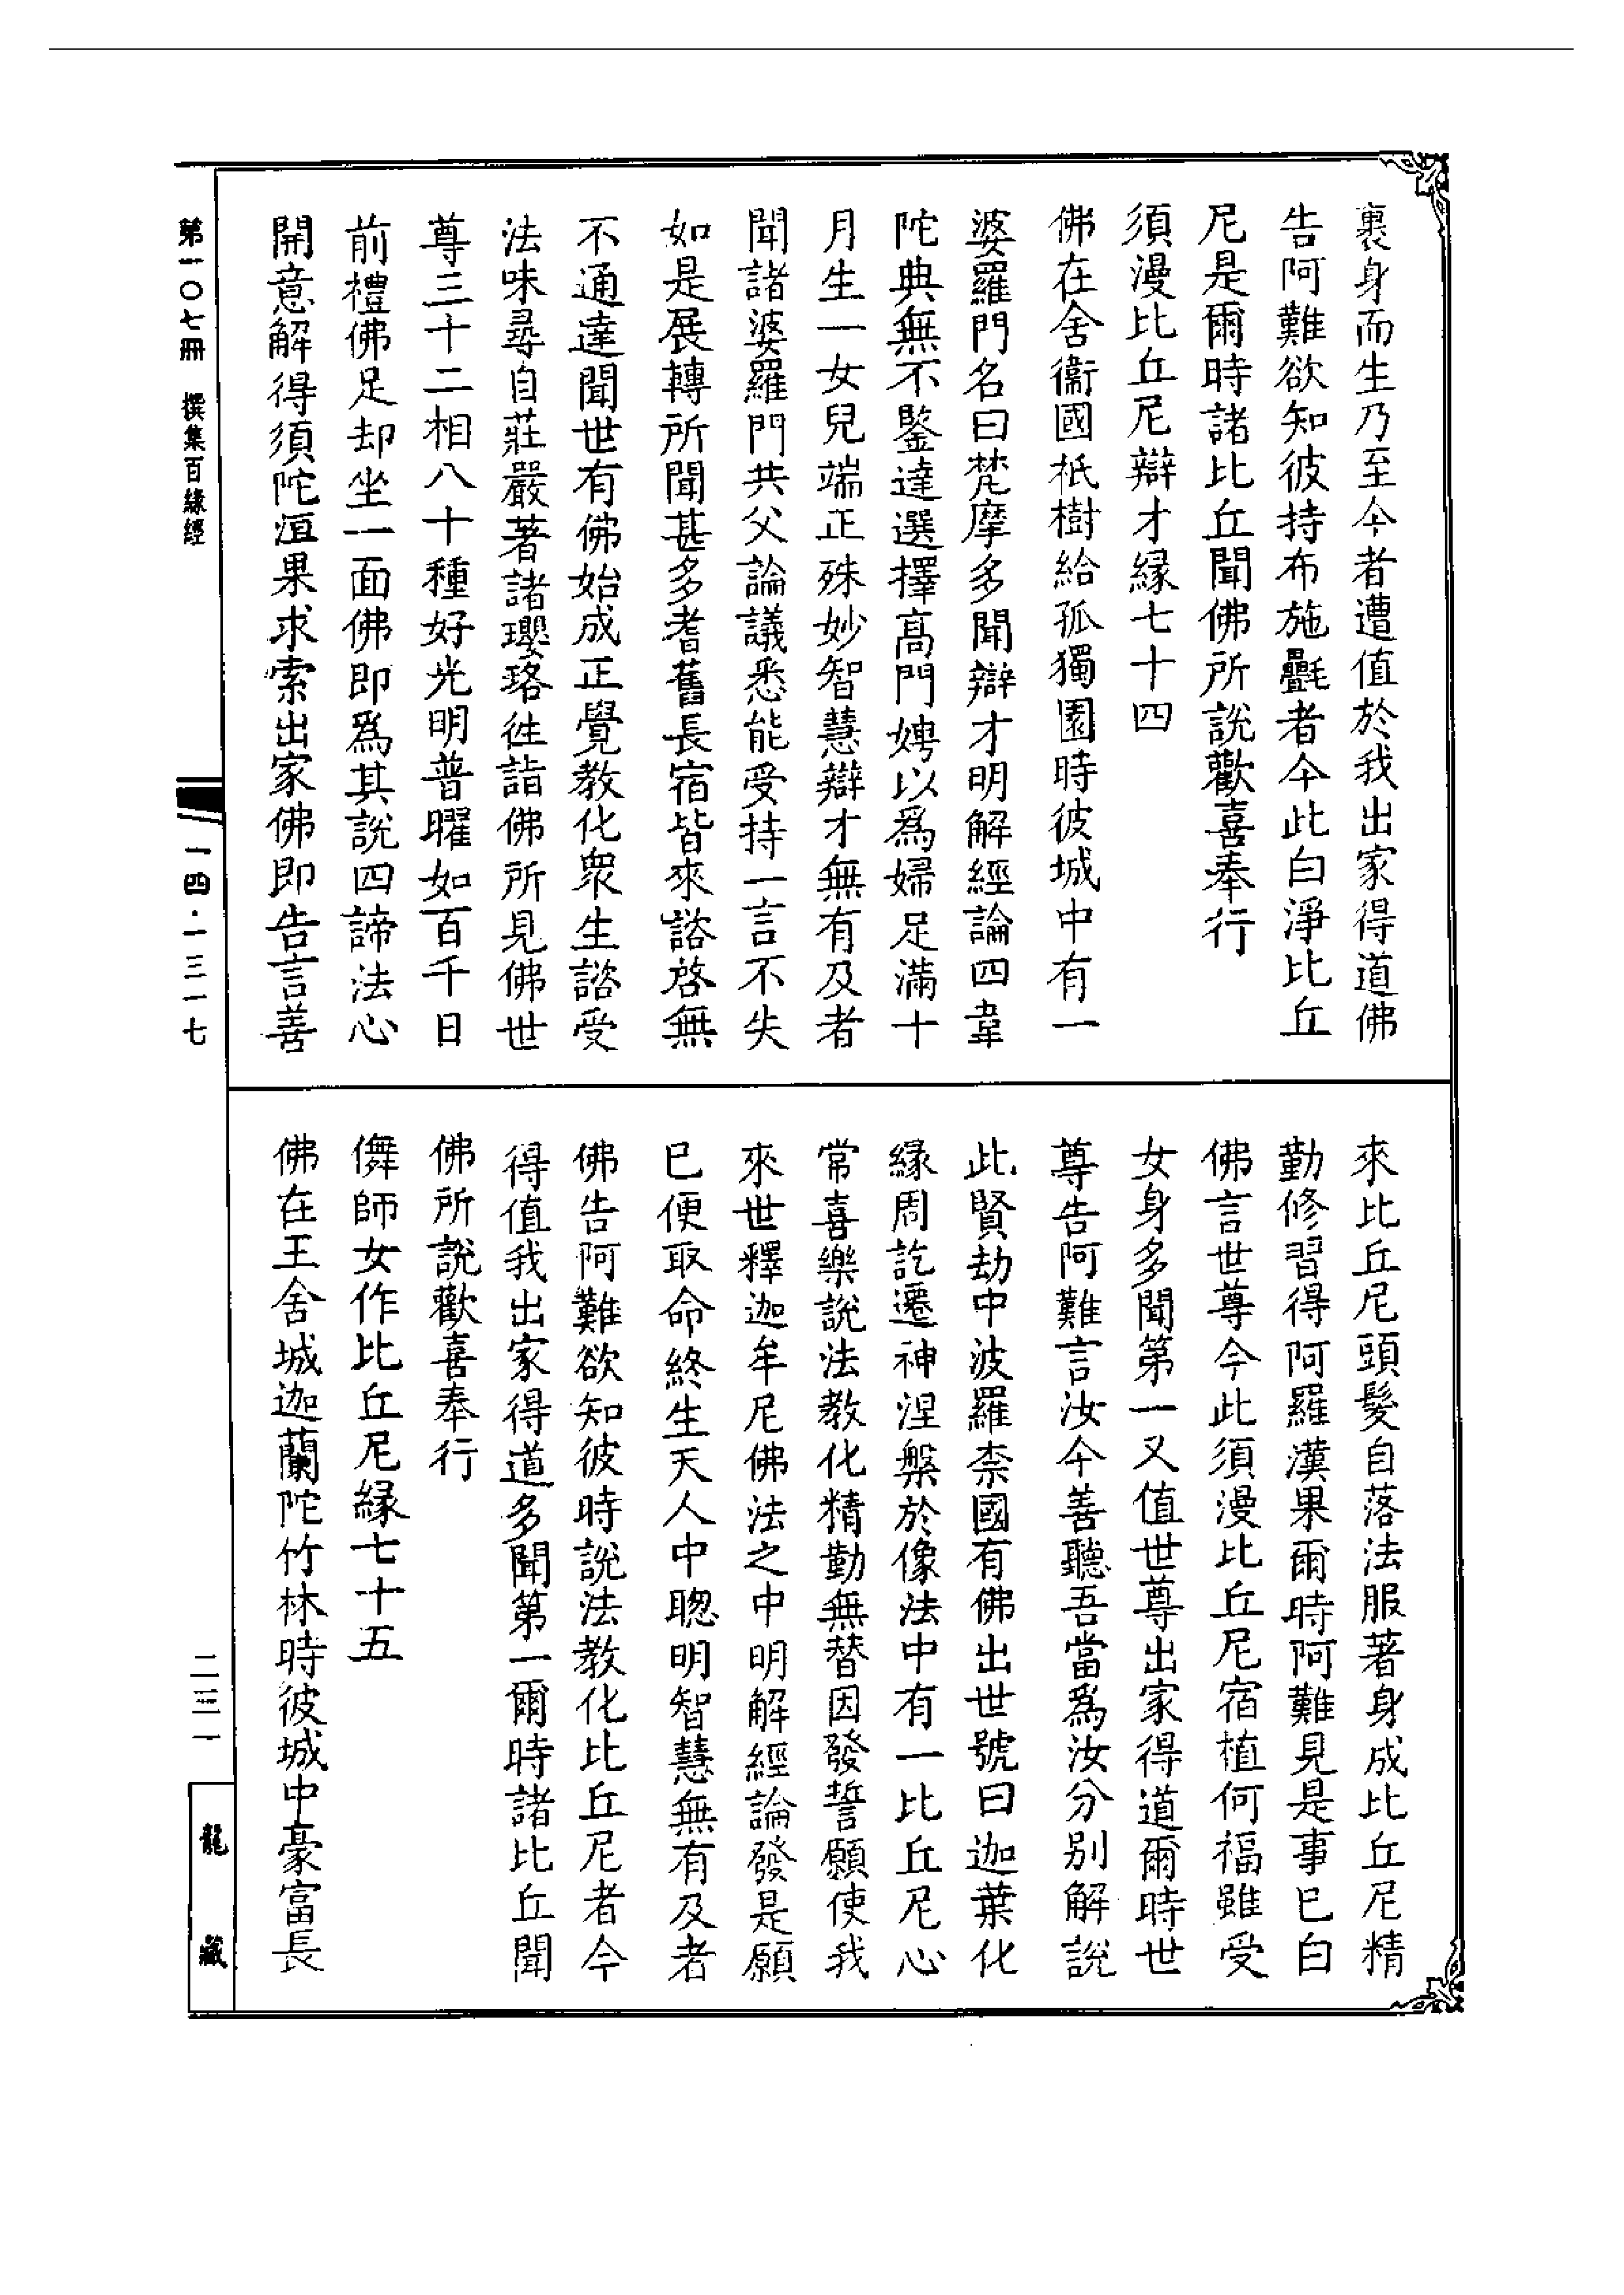 裹身而生乃至今者遭值於我出家得道佛
告阿難欲知彼持布施㲲者今此白淨比丘
尼是爾時諸比丘聞佛所說歡喜奉行
須漫比丘尼辯才緣七十四
佛在舍衞國祇樹給孤獨園時彼城中有一
婆羅門名曰梵摩多聞辯才明解經論四韋
陀典無不鑒達選擇高門娉以爲婦足滿十
月生一女兒端正殊妙智慧辯才無有及者
聞諸婆羅門共父論議悉能受持一言不失
如是展轉所聞甚多耆舊長宿皆來諮啓無
不通達聞世有佛始成正覺教化衆生諮受
法味尋自莊嚴著諸瓔珞徃詣佛所見佛世
尊三十二相八十種好光明普曜如百千日
前禮佛足却坐一面佛即爲其說四諦法心
開意解得須陀洹果求索出家佛即告言善
來比丘尼頭髮自落法服著身成比丘尼精
勤修習得阿羅漢果爾時阿難見是事已白
佛言世尊今此須漫比丘尼宿植何福雖受
女身多聞第一又值世尊出家得道爾時世
尊告阿難言汝今善聽吾當爲汝分別解說
此賢劫中波羅柰國有佛出世號曰迦葉化
緣周訖遷神涅槃於像法中有一比丘尼心
常喜樂說法教化精勤無替因發誓願使我
來世釋迦牟尼佛法之中明解經論發是願
已便取命終生天人中聰明智慧無有及者
佛告阿難欲知彼時說法教化比丘尼者今
得值我出家得道多聞第一爾時諸比丘聞
佛所說歡喜奉行
儛師女作比丘尼緣七十五
佛在王舍城迦蘭陀竹林時彼城中豪富長
第一〇七冊 撰集百緣經
一四·一三一七
二三一
龍藏